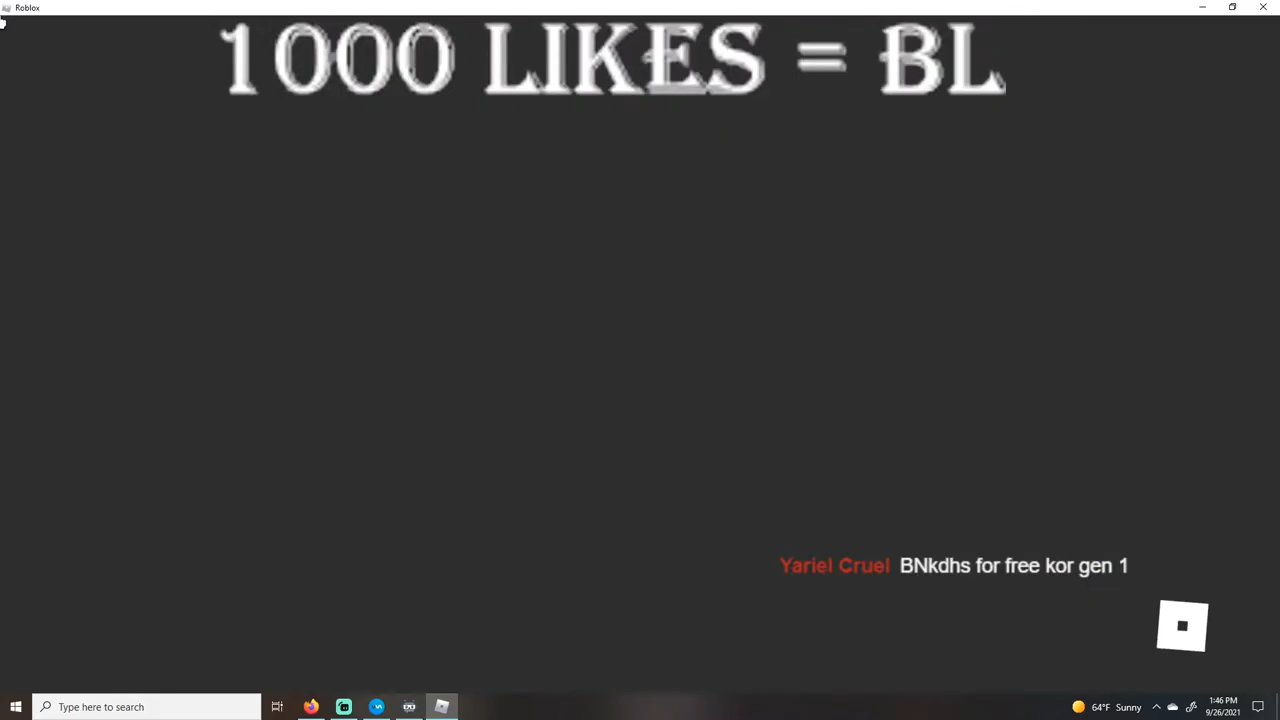 Roblox
1000 LIKES = BL
Yariel Cruel BNkdhs for free kor gen 1
Type here to search
64°F Sunny
1:46 PM
9/26/2021